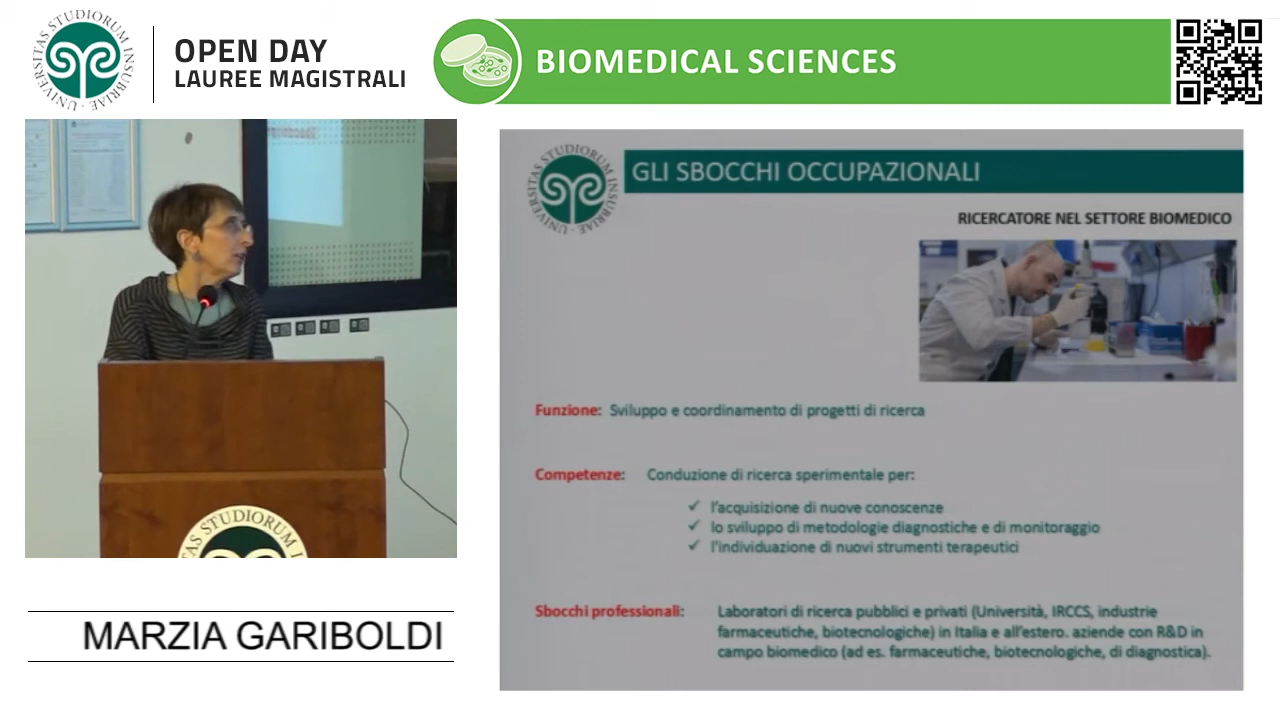 UNIVERSITAS STUDIORUM INSUBRIAE
OPEN DAY
LAUREE MAGISTRALI
BIOMEDICAL SCIENCES
UNIVERSITAS STUDIORUM INSUBRIAE
GLI SBOCCHI OCCUPAZIONALI
RICERCATORE NEL SETTORE BIOMEDICO
Funzione: Sviluppo e coordinamento di progetti di ricerca
Competenze: Conduzione di ricerca sperimentale per:
✓ l'acquisizione di nuove conoscenze
✓ lo sviluppo di metodologie diagnostiche e di monitoraggio
✓ l'individuazione di nuovi strumenti terapeutici
Sbocchi professionali: Laboratori di ricerca pubblici e privati (Università, IRCCS, industrie
farmaceutiche, biotecnologiche) in Italia e all'estero. aziende con R&D in
campo biomedico (ad es. farmaceutiche, biotecnologiche, di diagnostica).
STUDIORUM
MARZIA GARIBOLDI